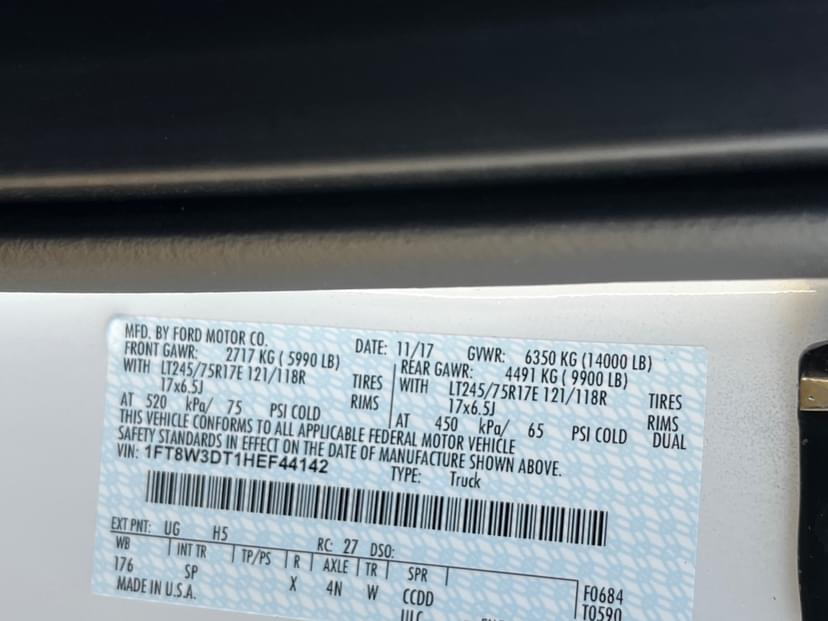 MFD. BY FORD MOTOR CO.
DATE: 11/17 GVWR: 6350 KG (14000 LB)
FRONT GAWR: 2717 KG ( 5990 LB)
REAR GAWR: 4491 KG ( 9900 LB)
WITH LT245/75R17E 121/118R TIRES
WITH LT245/75R17E 121/118R TIRES
17x6.5J RIMS
17x6.5J RIMS
AT 520 kPa/ 75 PSI COLD
AT 450 kPa/ 65 PSI COLD DUAL
THIS VEHICLE CONFORMS TO ALL APPLICABLE FEDERAL MOTOR VEHICLE
SAFETY STANDARDS IN EFFECT ON THE DATE OF MANUFACTURE SHOWN ABOVE.
VIN: 1FT8W3DT1HEF44142
TYPE: Truck
EXT PNT: UG H5 RC: 27 DSO:
WB INT TR TP/PS R AXLE TR SPR
176 SP X 4N W CCDD
F0684
MADE IN U.S.A.
T0590